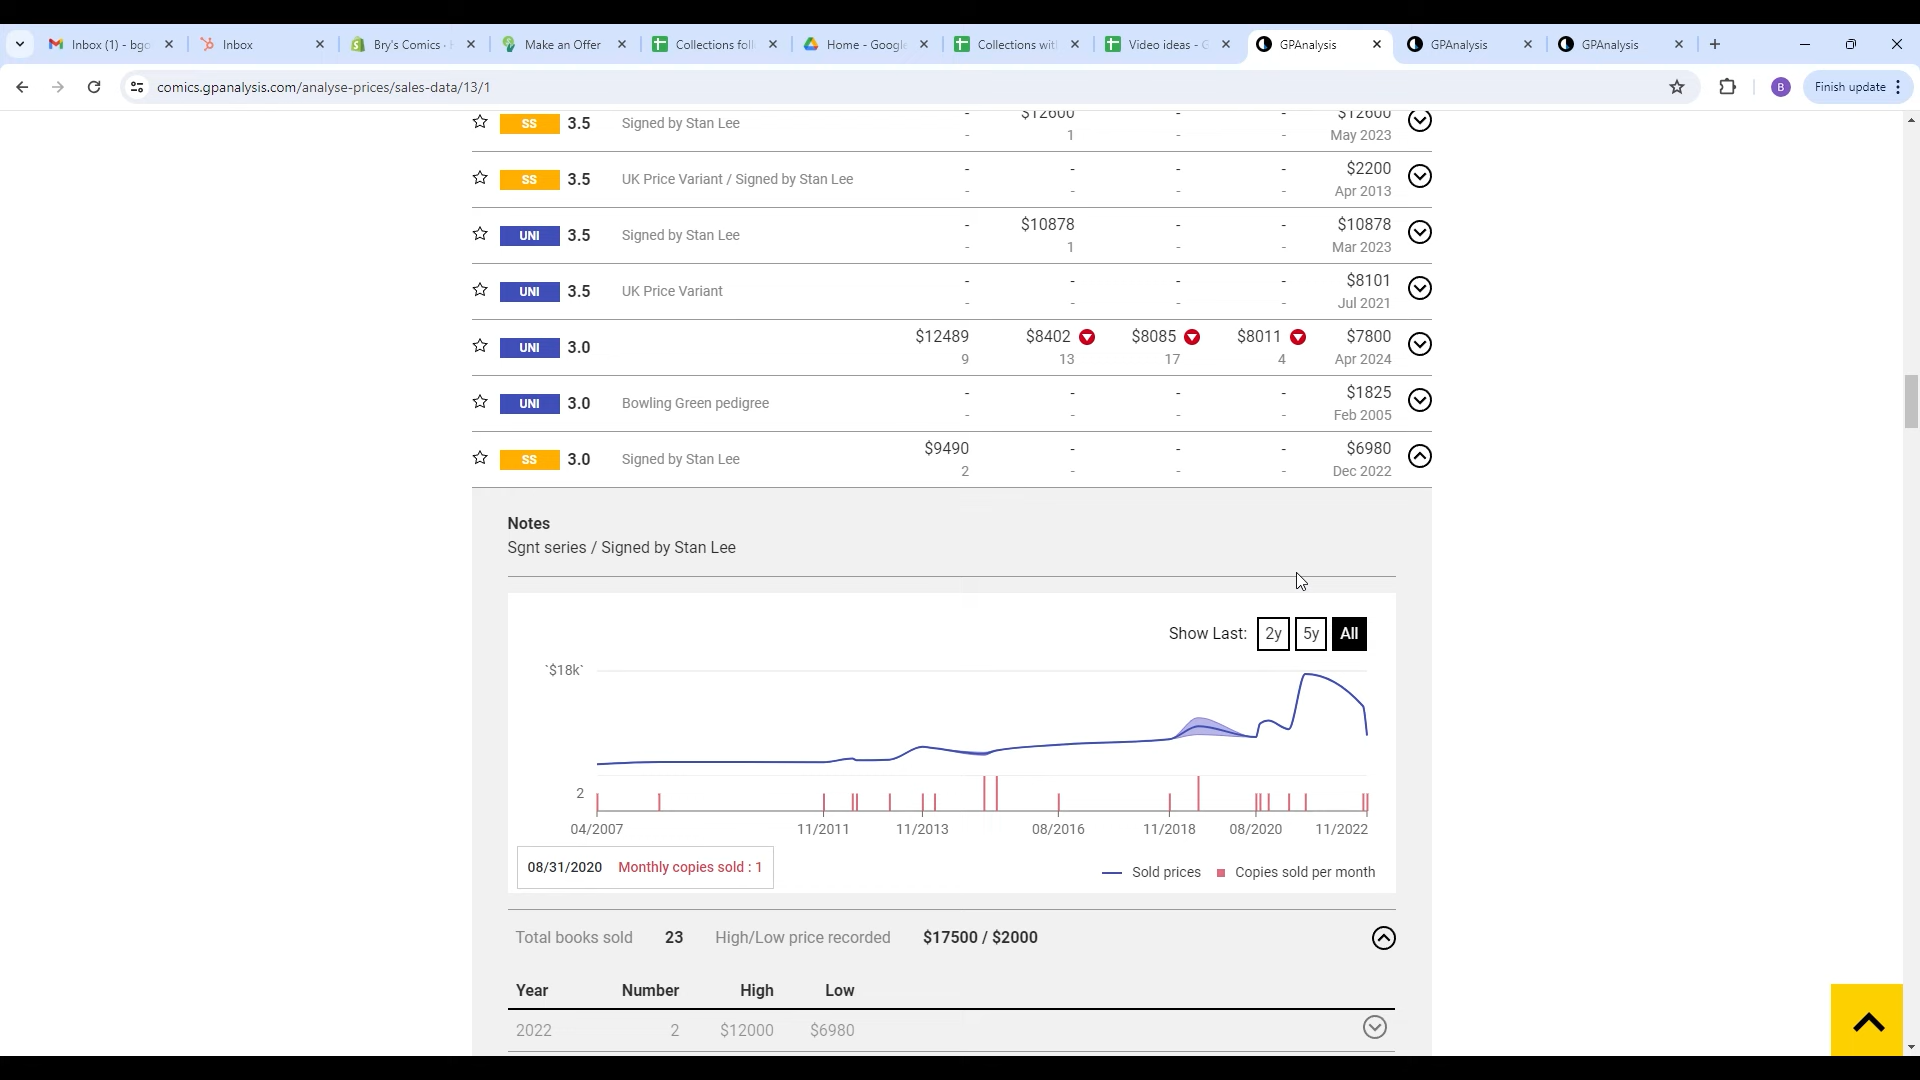 Inbox (1) - bgo
Inbox
Bry's Comics ·
Make an Offer
Collections foll
Home - Google
Collections wit
Video ideas - G
GPAnalysis
GPAnalysis
GPAnalysis
comics.gpanalysis.com/analyse-prices/sales-data/13/1
B
Finish update
SS 3.5 Signed by Stan Lee - $12600 - - $12600
- 1 - - May 2023
SS 3.5 UK Price Variant / Signed by Stan Lee - - - - $2200
- - - - Apr 2013
UNI 3.5 Signed by Stan Lee - $10878 - - $10878
- 1 - - Mar 2023
UNI 3.5 UK Price Variant - - - - $8101
- - - - Jul 2021
UNI 3.0 $12489 $8402 $8085 $8011 $7800
9 13 17 4 Apr 2024
UNI 3.0 Bowling Green pedigree - - - - $1825
- - - - Feb 2005
SS 3.0 Signed by Stan Lee $9490 - - - $6980
2 - - - Dec 2022
Notes
Sgnt series / Signed by Stan Lee
Show Last: 2y 5y All
`$18k`
2
04/2007 11/2011 11/2013 08/2016 11/2018 08/2020 11/2022
08/31/2020 Monthly copies sold : 1
Sold prices Copies sold per month
Total books sold 23 High/Low price recorded $17500 / $2000
Year Number High Low
2022 2 $12000 $6980